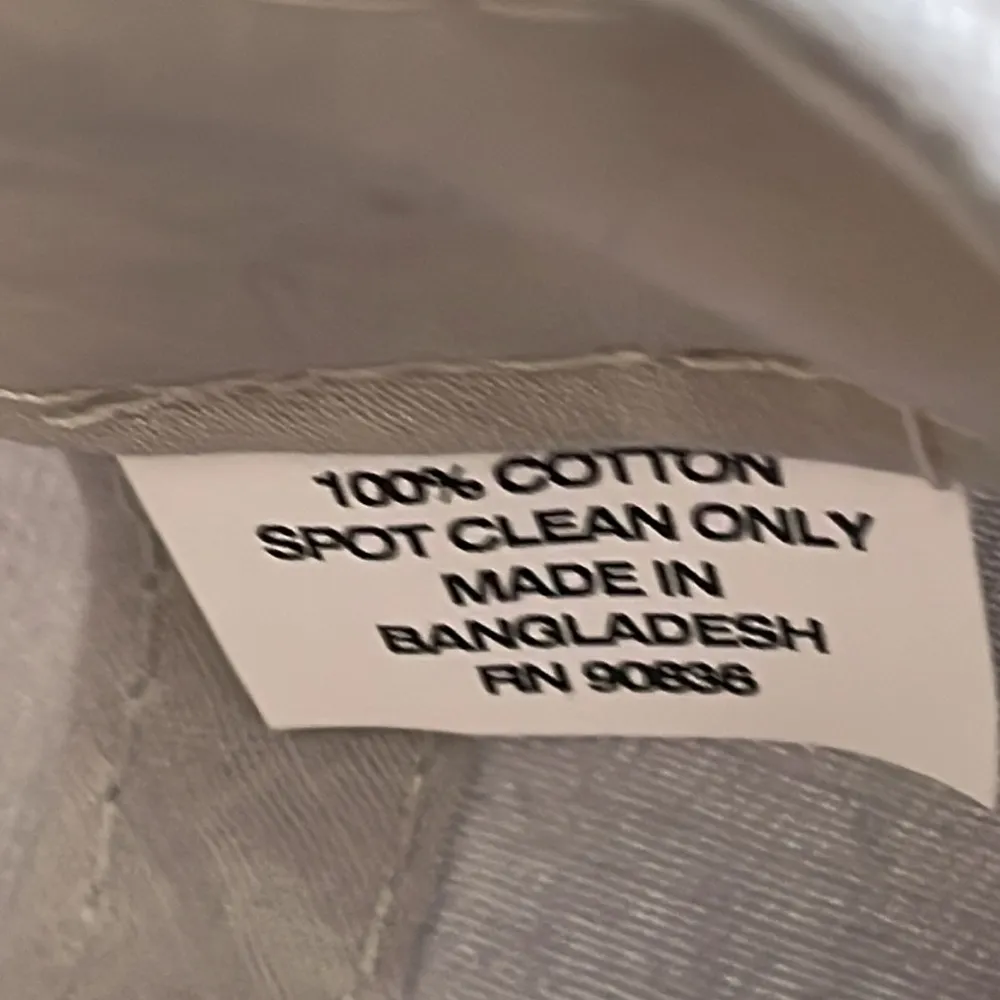 100% COTTON
SPOT CLEAN ONLY
MADE IN
BANGLADESH
RN 90836